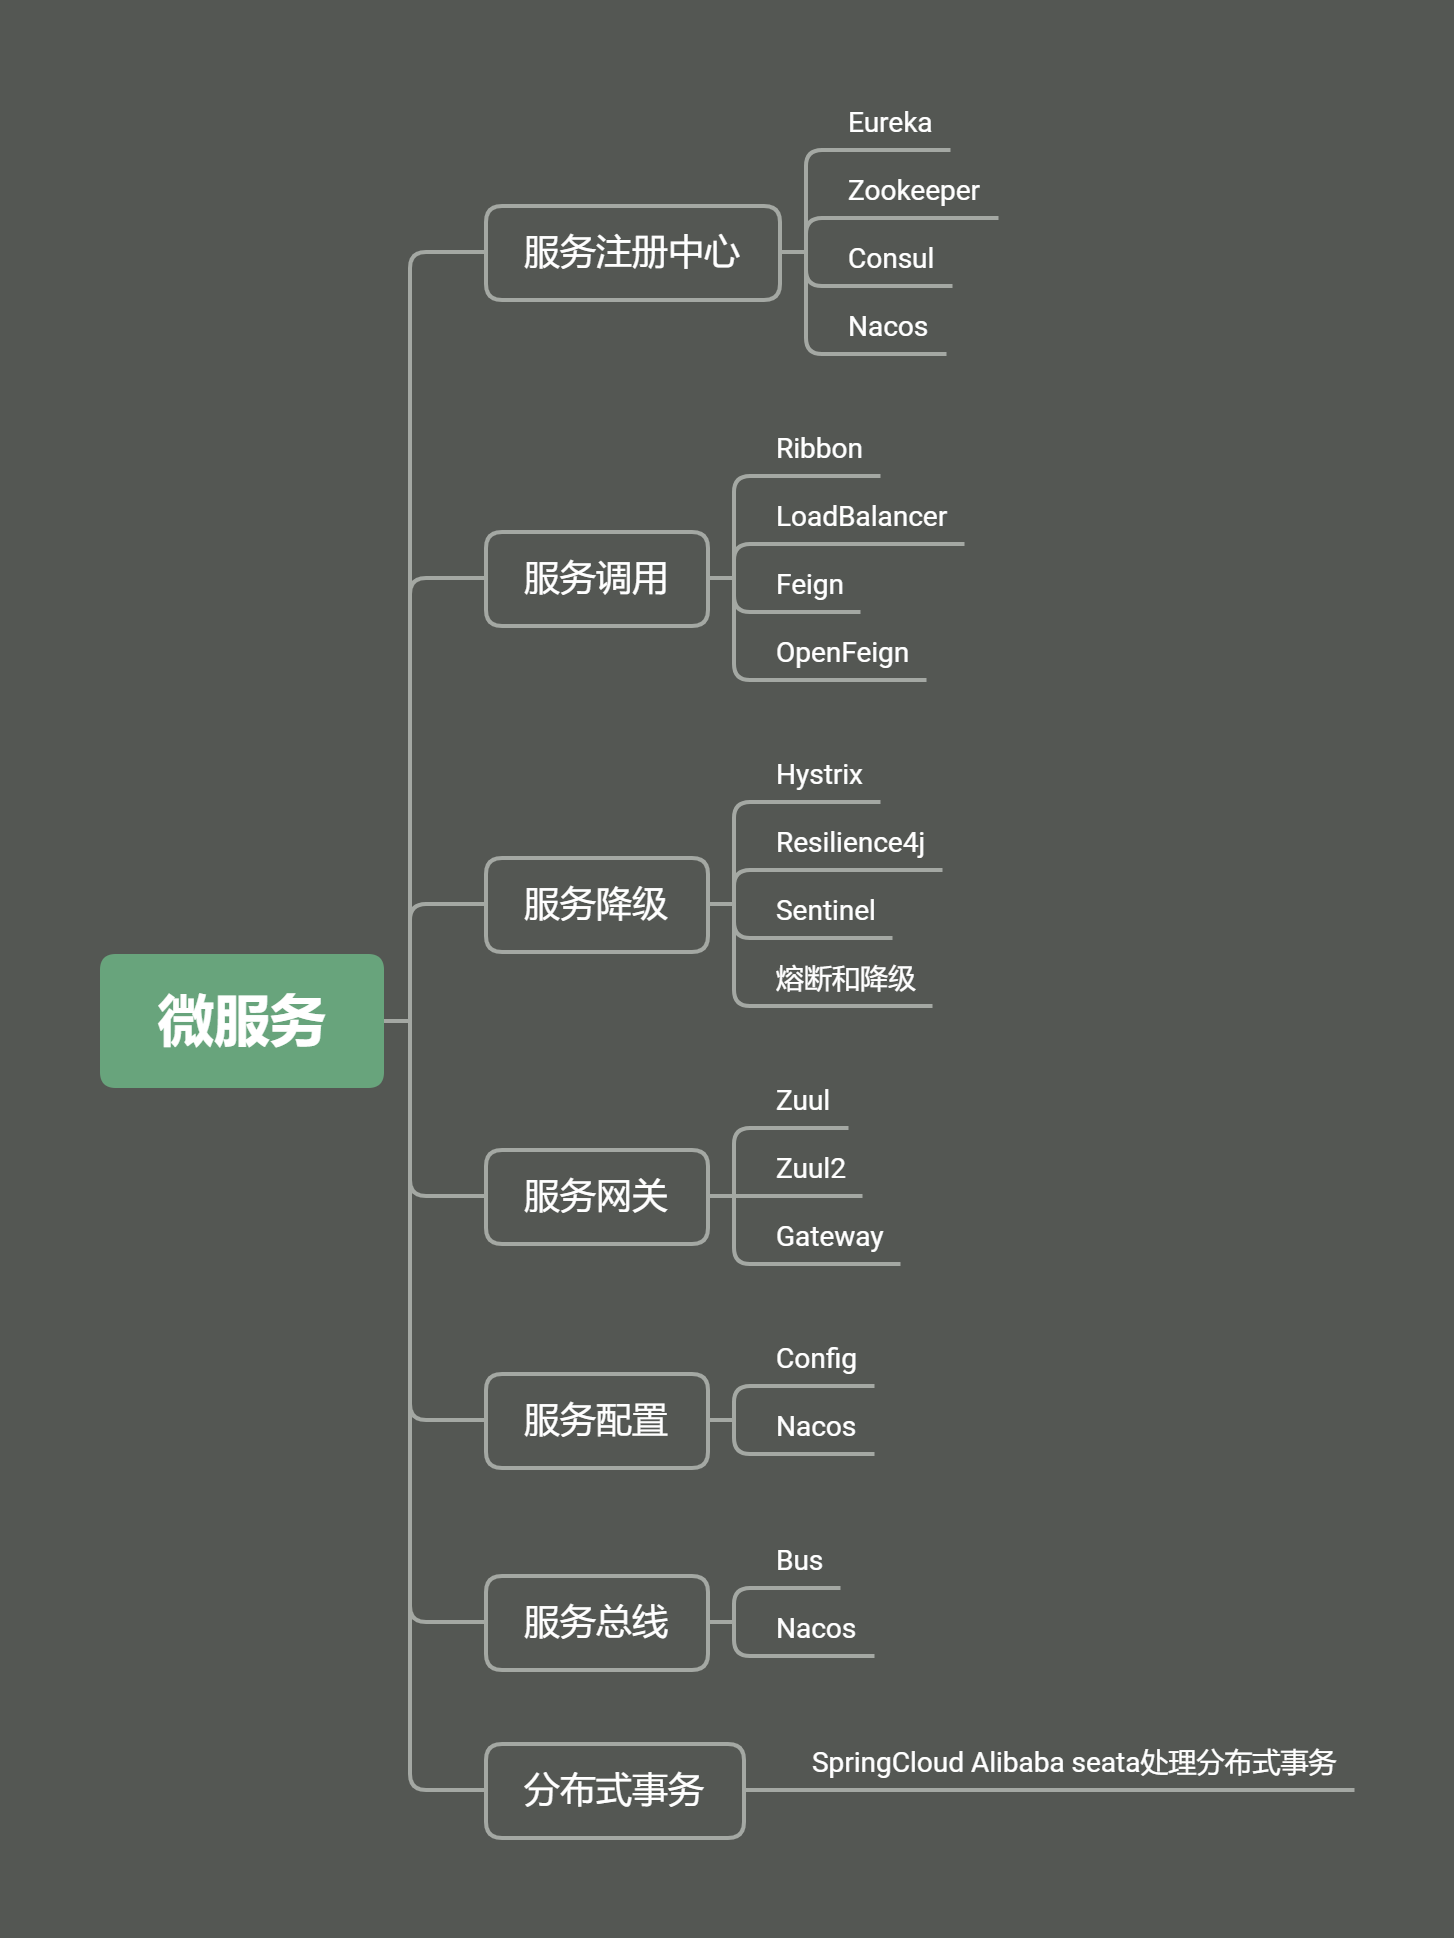 微服务
服务注册中心
Eureka
Zookeeper
Consul
Nacos
服务调用
Ribbon
LoadBalancer
Feign
OpenFeign
服务降级
Hystrix
Resilience4j
Sentinel
熔断和降级
服务网关
Zuul
Zuul2
Gateway
服务配置
Config
Nacos
服务总线
Bus
Nacos
分布式事务
SpringCloud Alibaba seata处理分布式事务